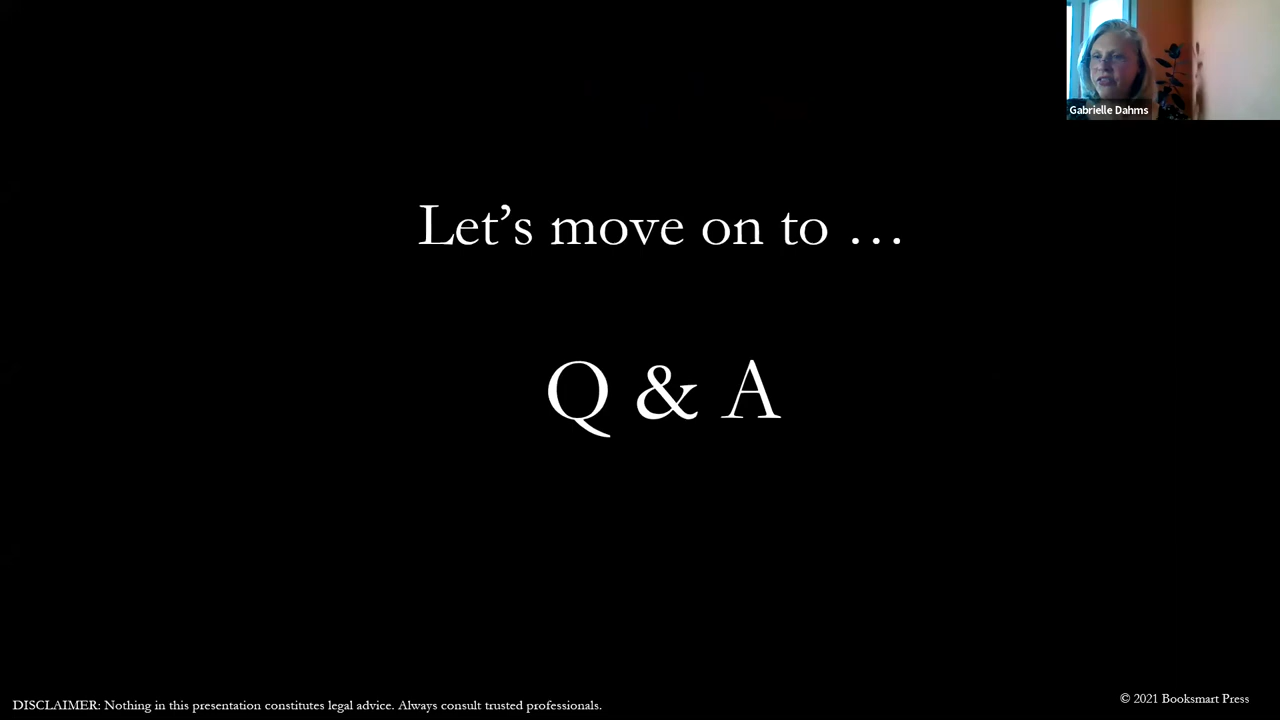 Gabrielle Dahms
Let’s move on to …
Q & A
DISCLAIMER: Nothing in this presentation constitutes legal advice. Always consult trusted professionals.
© 2021 Booksmart Press